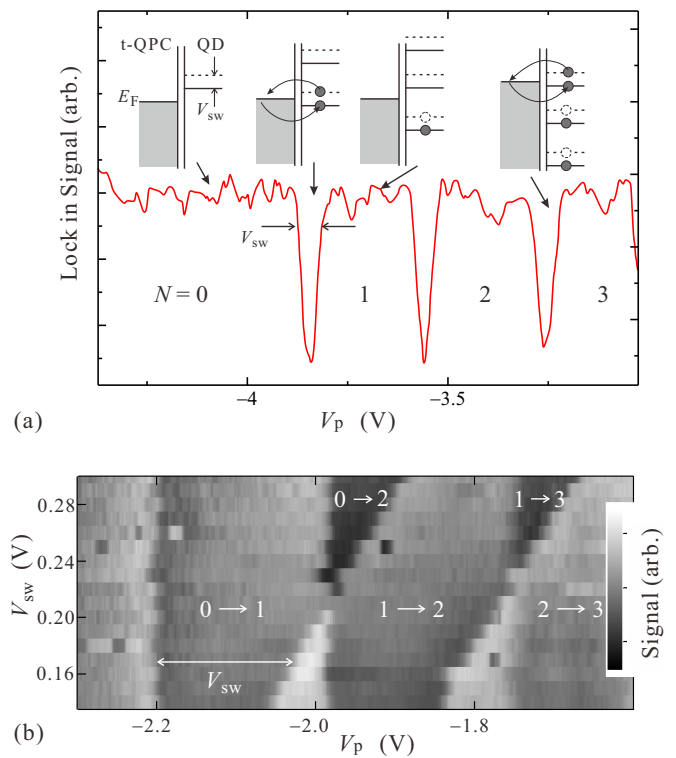 (a)
t-QPC QD
E_F
V_sw
Lock in Signal (arb.)
V_sw
N = 0 1 2 3
−4 −3.5
V_p (V)
(b)
0.28
0.24
0.20
0.16
V_sw (V)
0 → 2 1 → 3
0 → 1 1 → 2 2 → 3
V_sw
Signal (arb.)
−2.2 −2.0 −1.8
V_p (V)